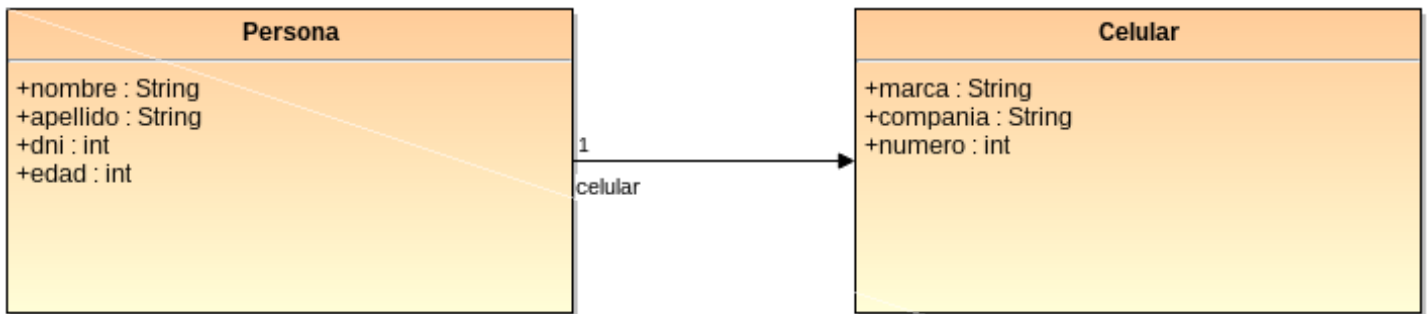 Persona
+nombre : String
+apellido : String
+dni : int
+edad : int
1
celular
Celular
+marca : String
+compania : String
+numero : int